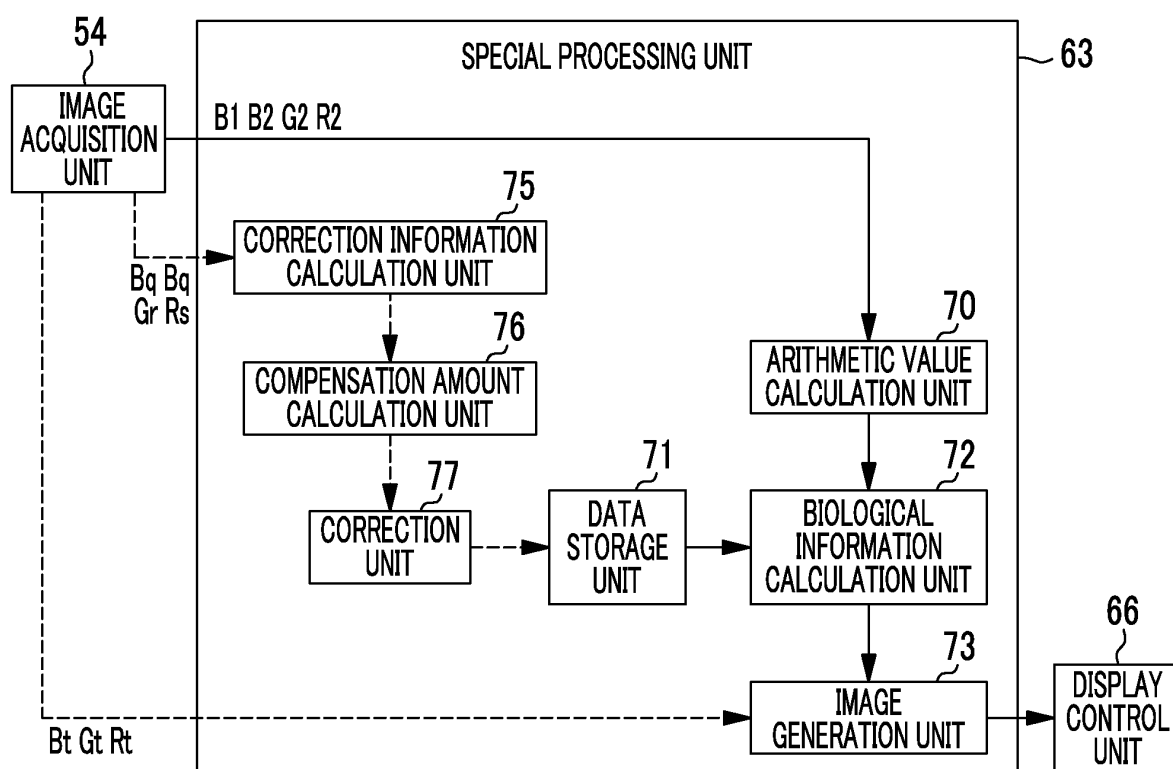 54
IMAGE
ACQUISITION
UNIT
SPECIAL PROCESSING UNIT
63
B1 B2 G2 R2
75
CORRECTION INFORMATION
CALCULATION UNIT
Bq Bq
Gr Rs
76
COMPENSATION AMOUNT
CALCULATION UNIT
70
ARITHMETIC VALUE
CALCULATION UNIT
77
CORRECTION
UNIT
71
DATA
STORAGE
UNIT
72
BIOLOGICAL
INFORMATION
CALCULATION UNIT
73
IMAGE
GENERATION UNIT
66
DISPLAY
CONTROL
UNIT
Bt Gt Rt